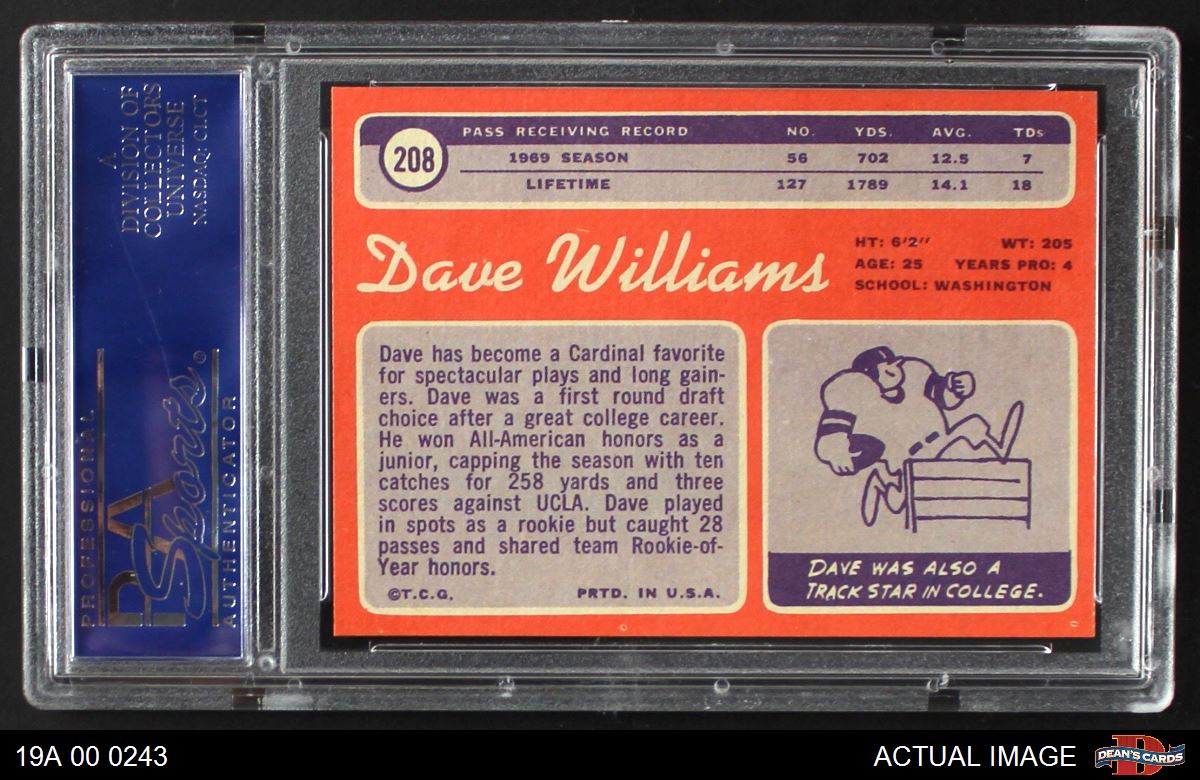 A
DIVISION OF
COLLECTORS
UNIVERSE
NASDAQ: CLCT
PROFESSIONAL
PSA
Sports®
AUTHENTICATOR
208
PASS RECEIVING RECORD NO. YDS. AVG. TDs
1969 SEASON 56 702 12.5 7
LIFETIME 127 1789 14.1 18
Dave Williams
HT: 6'2" WT: 205
AGE: 25 YEARS PRO: 4
SCHOOL: WASHINGTON
Dave has become a Cardinal favorite
for spectacular plays and long gain-
ers. Dave was a first round draft
choice after a great college career.
He won All-American honors as a
junior, capping the season with ten
catches for 258 yards and three
scores against UCLA. Dave played
in spots as a rookie but caught 28
passes and shared team Rookie-of-
Year honors.
©T.C.G. PRTD. IN U.S.A.
DAVE WAS ALSO A
TRACK STAR IN COLLEGE.
19A 00 0243
ACTUAL IMAGE
D
DEAN'S CARDS